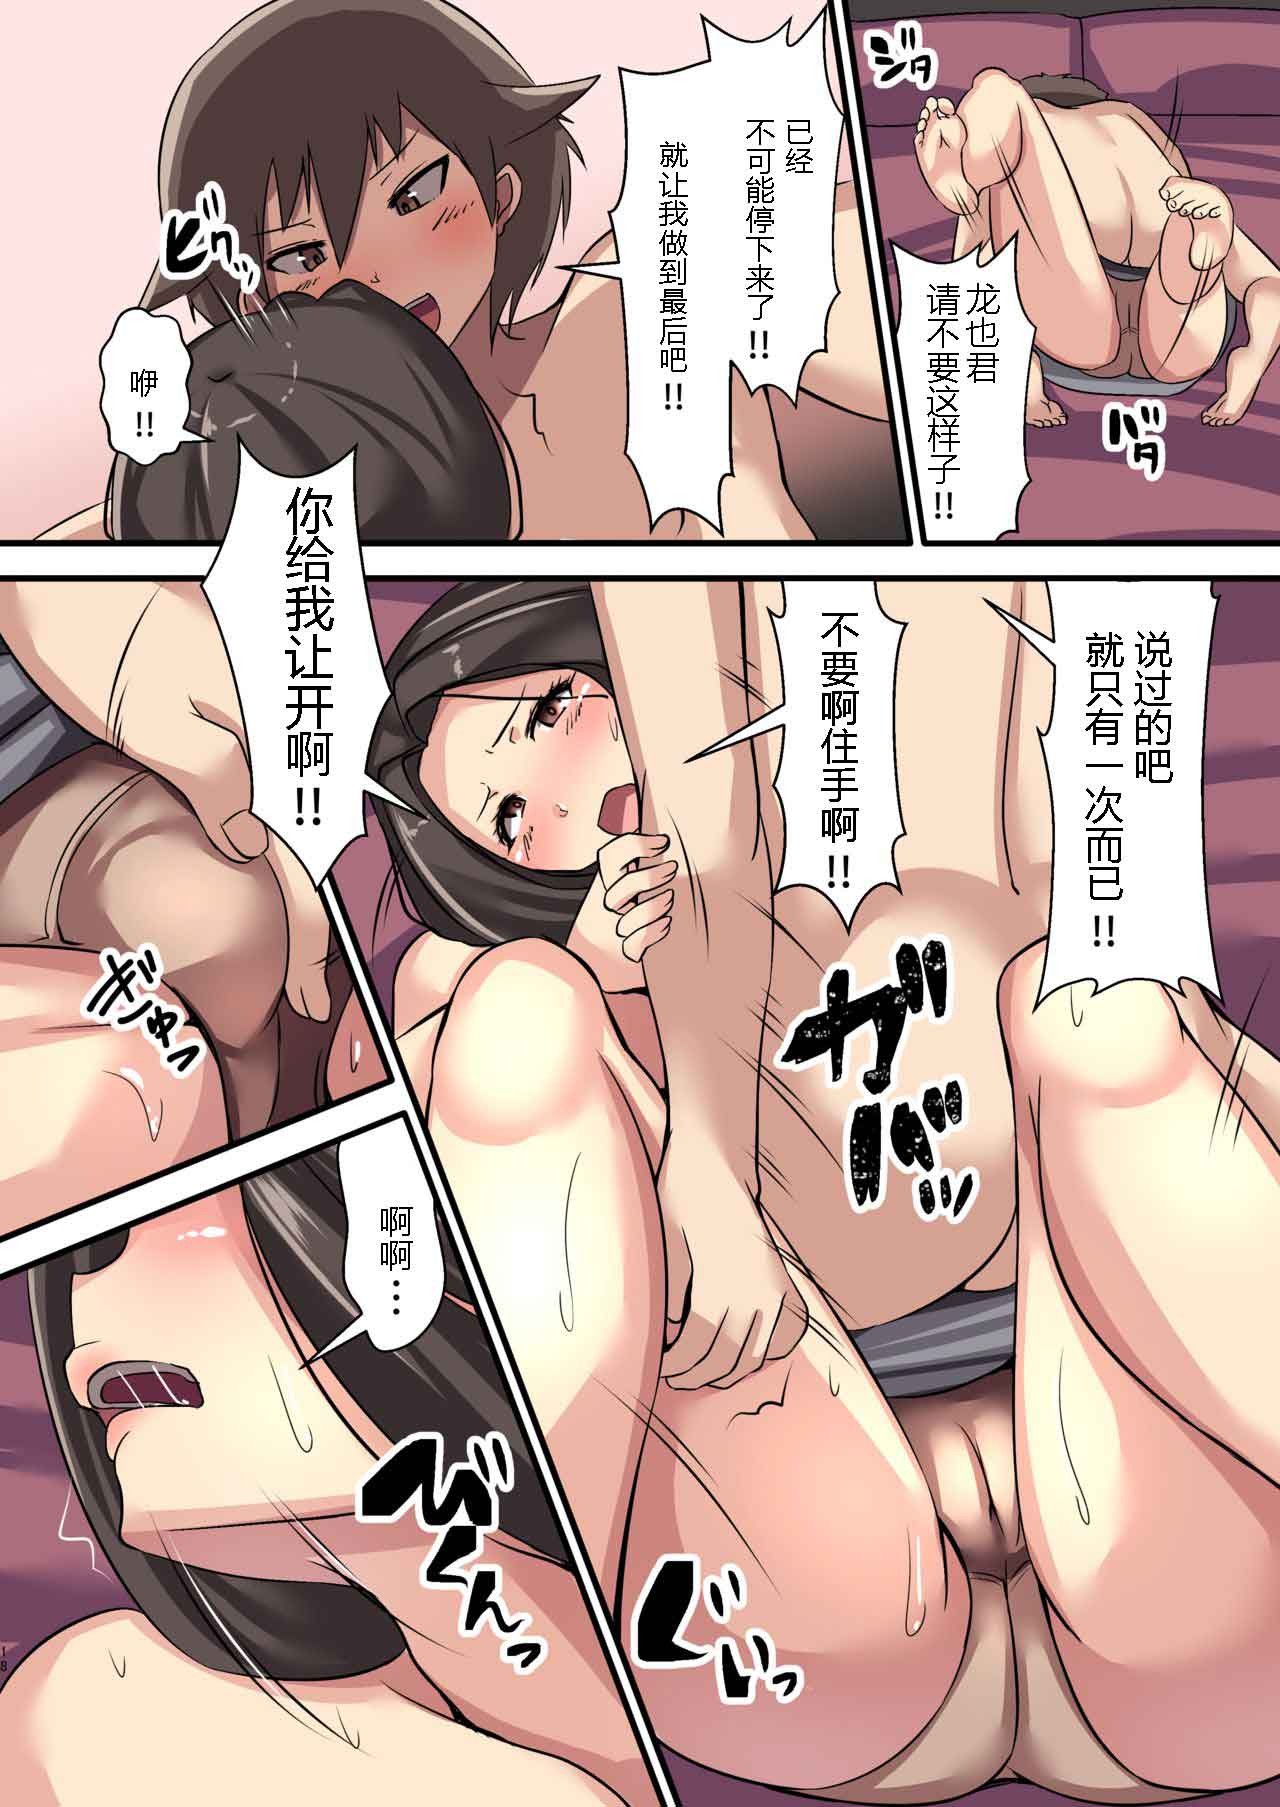 龙也君
请不要这样子!!
ジタ
バタ
已经
不可能停下来了!!
就让我做到最后吧!!
ビクッ
咿!!
你给我让开啊!!
说过的吧
就只有一次而已!!
不要啊住手啊!!
ガバッ
ぐいっ
ぎゅっ
啊啊…
びくんっ
18